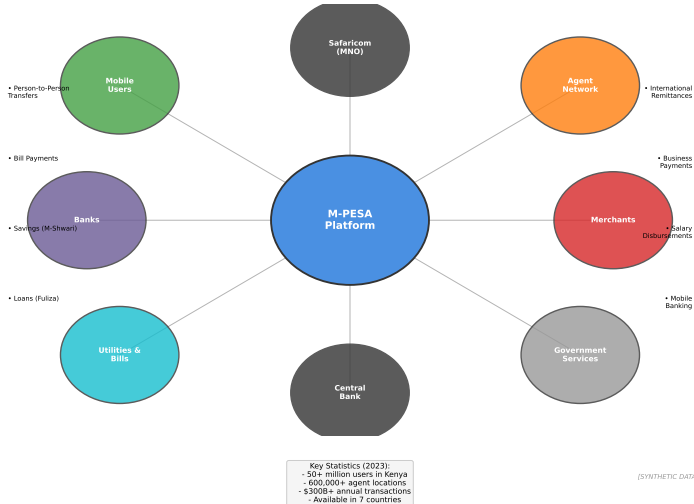 Safaricom
(MNO)
Mobile
Users
Agent
Network
• Person-to-Person
Transfers
• International
Remittances
• Bill Payments
• Business
Payments
M-PESA
Platform
Banks
Merchants
• Savings (M-Shwari)
• Salary
Disbursements
• Loans (Fuliza)
• Mobile
Banking
Utilities &
Bills
Government
Services
Central
Bank
Key Statistics (2023):
- 50+ million users in Kenya
- 600,000+ agent locations
- $300B+ annual transactions
- Available in 7 countries
[SYNTHETIC DATA